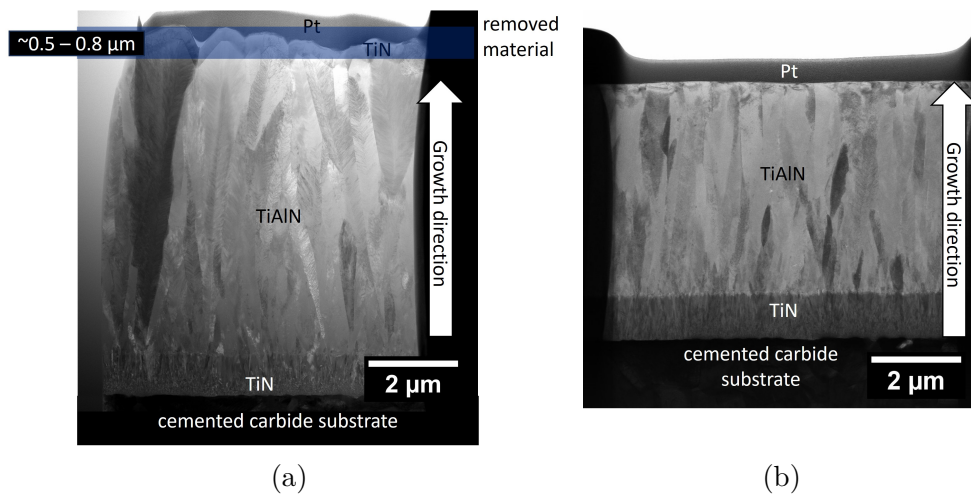 Pt
TiN
~0.5 – 0.8 μm
removed
material
TiAlN
Growth direction
TiN
2 μm
cemented carbide substrate
(a)
Pt
TiAlN
Growth direction
TiN
cemented carbide
substrate
2 μm
(b)